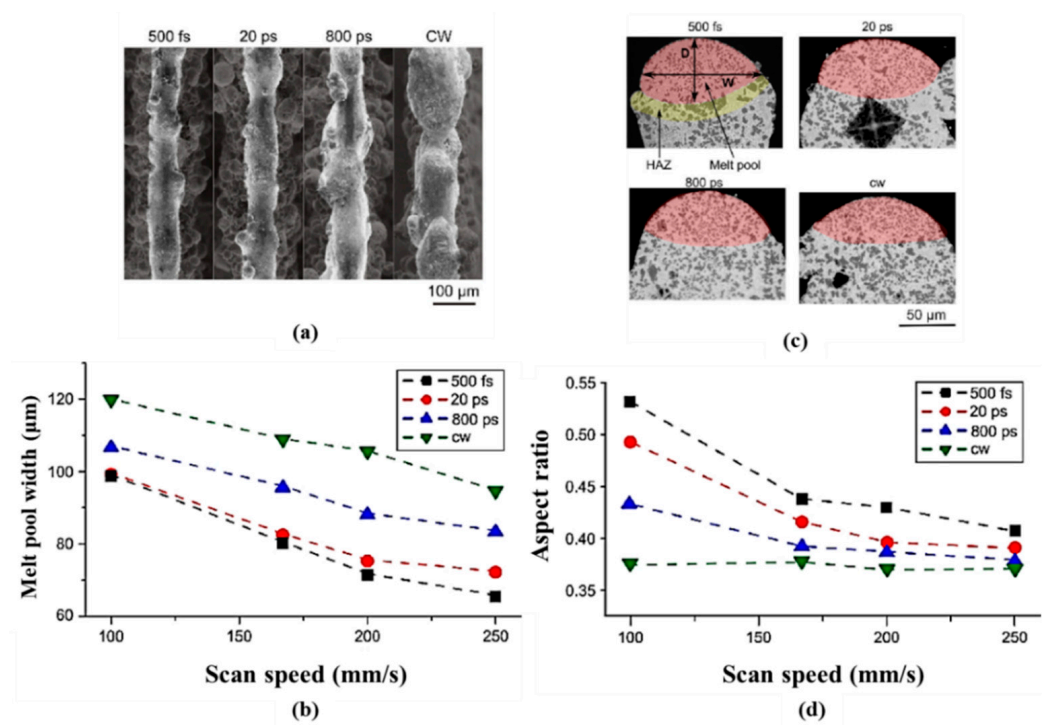 500 fs 20 ps 800 ps CW
100 µm
(a)
500 fs
20 ps
D
W
HAZ
Melt pool
800 ps
cw
50 µm
(c)
Melt pool width (µm)
120
100
80
60
100 150 200 250
500 fs
20 ps
800 ps
cw
Scan speed (mm/s)
(b)
Aspect ratio
0.55
0.50
0.45
0.40
0.35
100 150 200 250
500 fs
20 ps
800 ps
cw
Scan speed (mm/s)
(d)